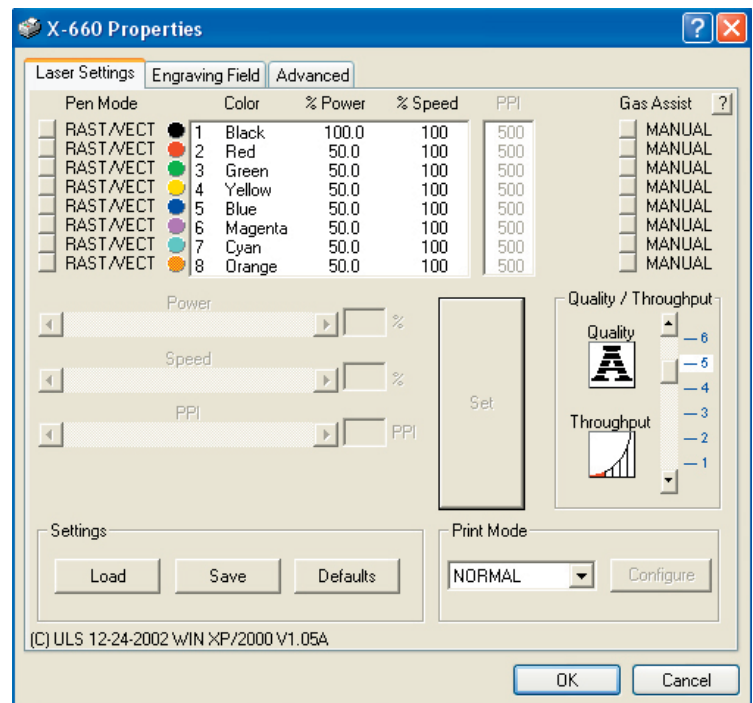 X-660 Properties
Laser Settings Engraving Field Advanced
Pen Mode Color % Power % Speed PPI Gas Assist ?
RAST/VECT 1 Black 100.0 100 500 MANUAL
RAST/VECT 2 Red 50.0 100 500 MANUAL
RAST/VECT 3 Green 50.0 100 500 MANUAL
RAST/VECT 4 Yellow 50.0 100 500 MANUAL
RAST/VECT 5 Blue 50.0 100 500 MANUAL
RAST/VECT 6 Magenta 50.0 100 500 MANUAL
RAST/VECT 7 Cyan 50.0 100 500 MANUAL
RAST/VECT 8 Orange 50.0 100 500 MANUAL
Power
%
Speed
%
PPI
PPI
Set
Quality / Throughput
Quality
A
Throughput
6
5
4
3
2
1
Settings
Load Save Defaults
Print Mode
NORMAL Configure
(C) ULS 12-24-2002 WIN XP/2000 V1.05A
OK Cancel